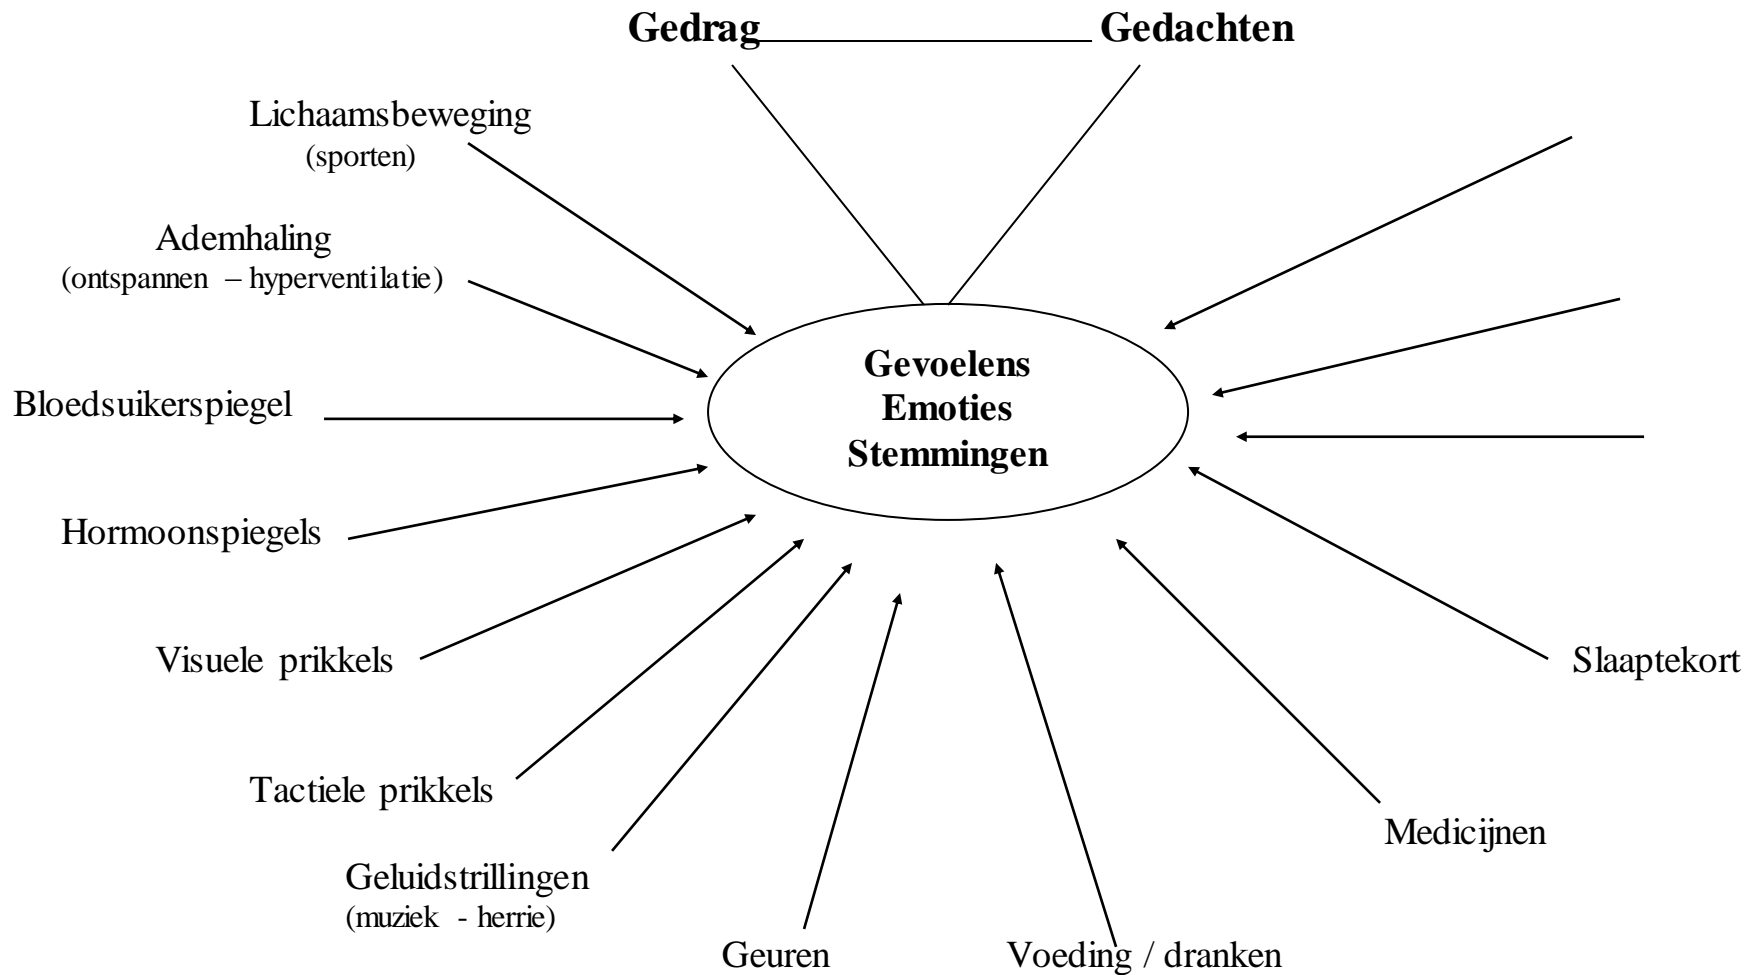 Gedrag Gedachten
Lichaamsbeweging
(sporten)
Ademhaling
(ontspannen – hyperventilatie)
Gevoelens
Emoties
Stemmingen
Bloedsuikerspiegel
Hormoonspiegels
Visuele prikkels
Slaaptekort
Tactiele prikkels
Medicijnen
Geluidstrillingen
(muziek - herrie)
Geuren
Voeding / dranken